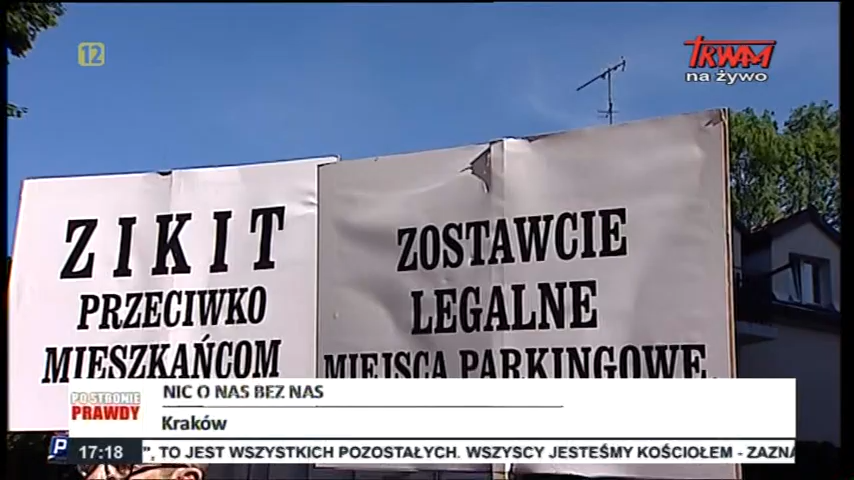 12
TRWAM
na żywo
ZIKIT
PRZECIWKO
MIESZKAŃCOM
ZOSTAWCIE
LEGALNE
MIEJSCA PARKINGOWE
PO STRONIE
PRAWDY
NIC O NAS BEZ NAS
Kraków
P
17:18
", TO JEST WSZYSTKICH POZOSTAŁYCH. WSZYSCY JESTEŚMY KOŚCIOŁEM - ZAZNA